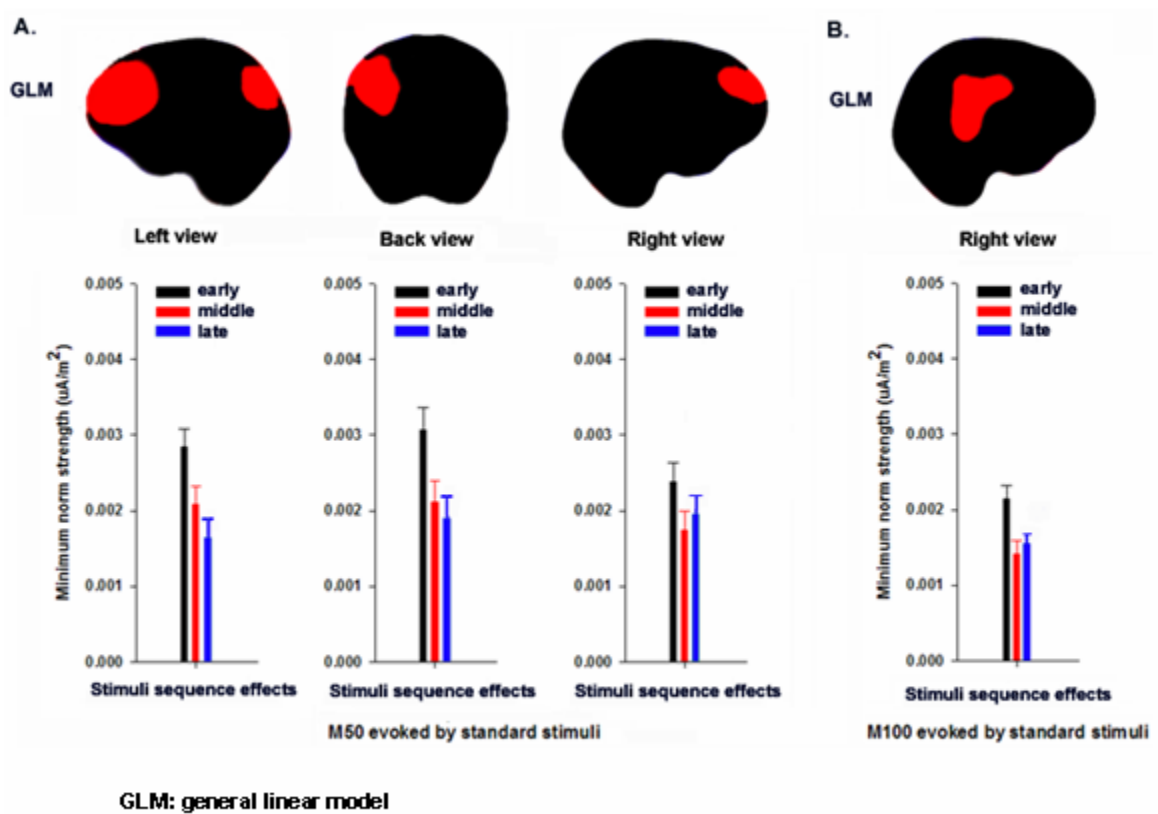 A.
B.
GLM
GLM
Left view
Back view
Right view
Right view
0.005
0.004
0.003
0.002
0.001
0.000
Minimum norm strength (uA/m2)
early
middle
late
Stimuli sequence effects
0.005
0.004
0.003
0.002
0.001
0.000
early
middle
late
Stimuli sequence effects
0.005
0.004
0.003
0.002
0.001
0.000
early
middle
late
Stimuli sequence effects
0.005
0.004
0.003
0.002
0.001
0.000
Minimum norm strength (uA/m2)
early
middle
late
Stimuli sequence effects
M50 evoked by standard stimuli
M100 evoked by standard stimuli
GLM: general linear model